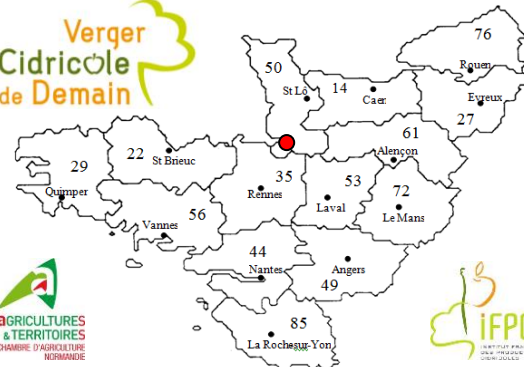 Verger
Cidricole
de Demain
76
Rouen
50
14
St Lô
Caen
Evreux
27
61
Alençon
29
22
St Brieuc
Quimper
35
Rennes
53
Laval
72
Le Mans
56
Vannes
44
Nantes
Angers
49
85
La Roche-sur-Yon
AGRICULTURES
& TERRITOIRES
CHAMBRE D'AGRICULTURE
NORMANDIE
iFPC